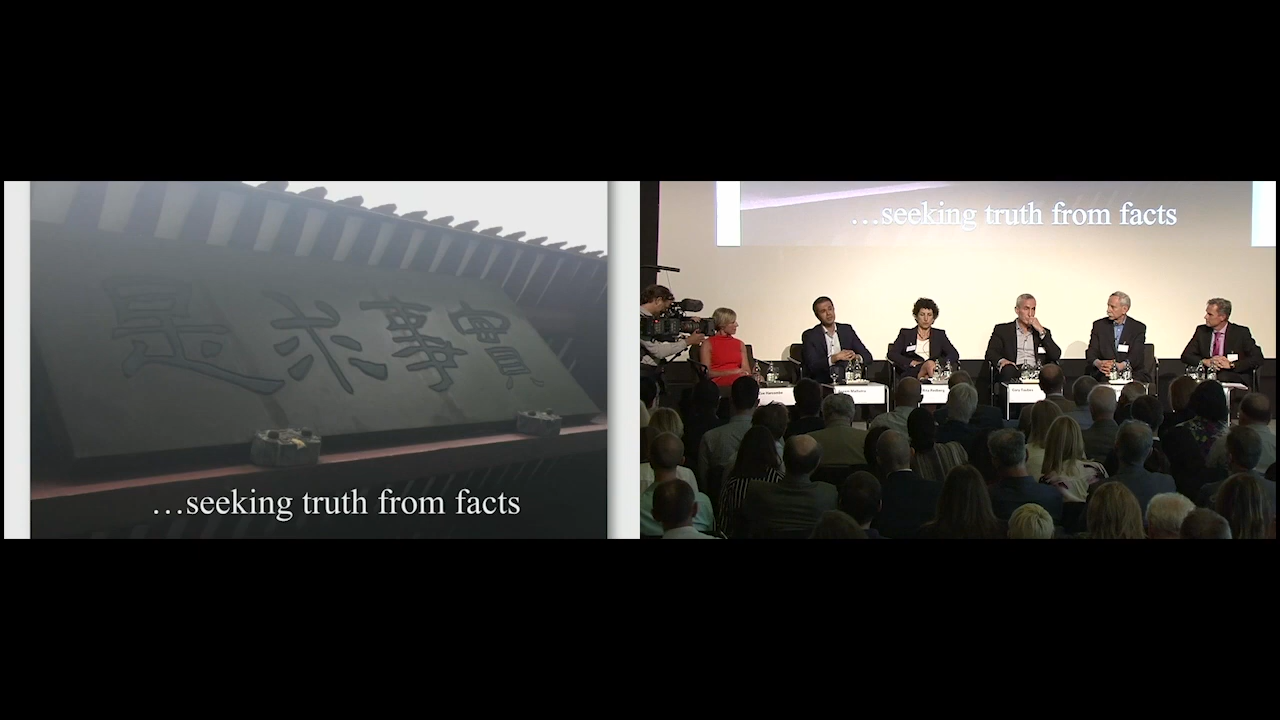 實事求是
…seeking truth from facts
…seeking truth from facts